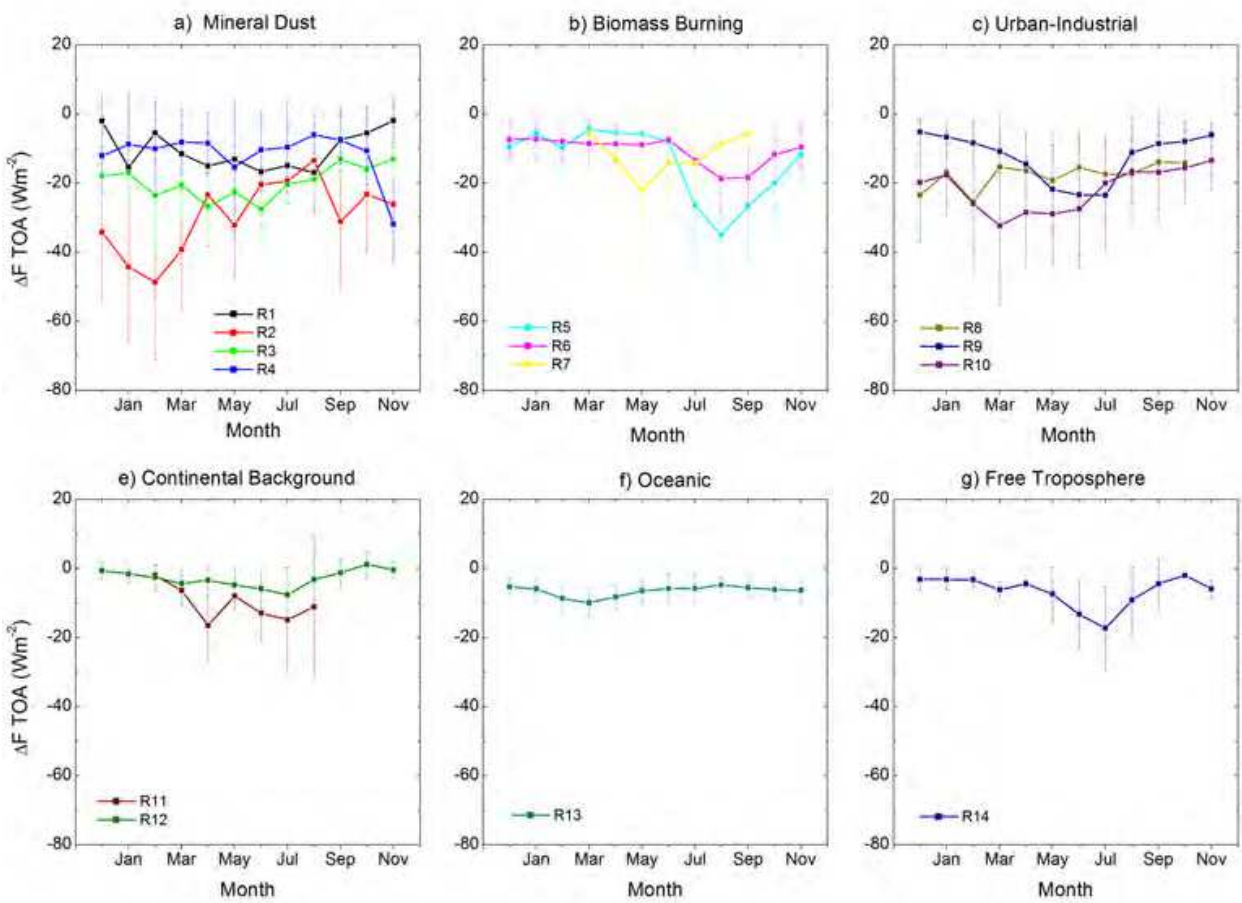 a) Mineral Dust
b) Biomass Burning
c) Urban-Industrial
ΔF TOA (Wm-2)
20
0
-20
-40
-60
-80
R1
R2
R3
R4
Jan Mar May Jul Sep Nov
Month
20
0
-20
-40
-60
-80
R5
R6
R7
Jan Mar May Jul Sep Nov
Month
20
0
-20
-40
-60
-80
R8
R9
R10
Jan Mar May Jul Sep Nov
Month
e) Continental Background
f) Oceanic
g) Free Troposphere
ΔF TOA (Wm-2)
20
0
-20
-40
-60
-80
R11
R12
Jan Mar May Jul Sep Nov
Month
20
0
-20
-40
-60
-80
R13
Jan Mar May Jul Sep Nov
Month
20
0
-20
-40
-60
-80
R14
Jan Mar May Jul Sep Nov
Month